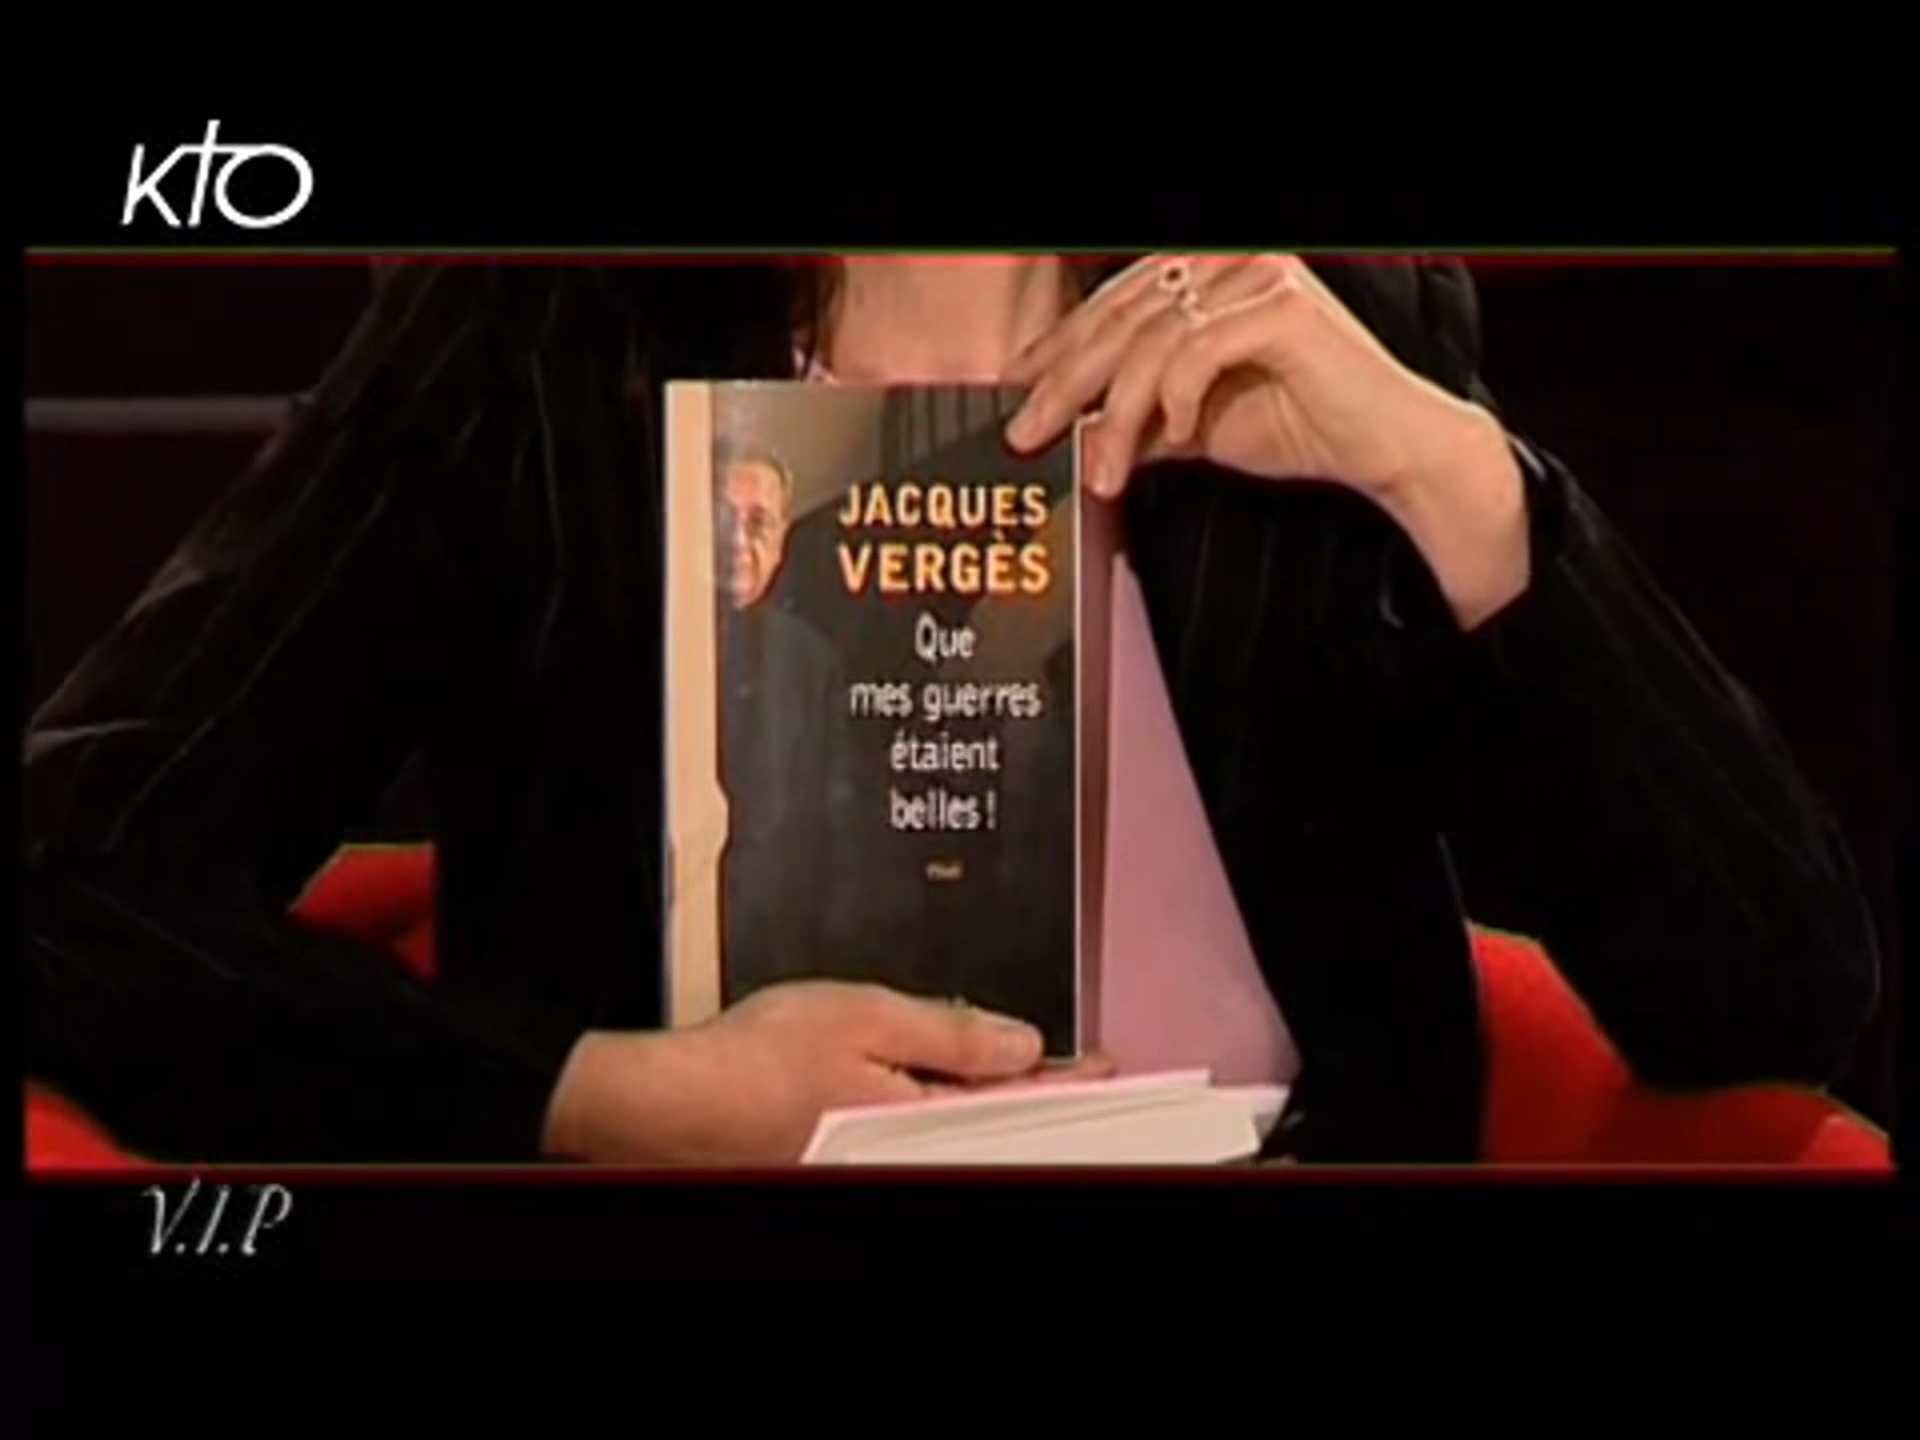 KTO
JACQUES
VERGÈS
Que
mes guerres
étaient
belles !
V.I.P